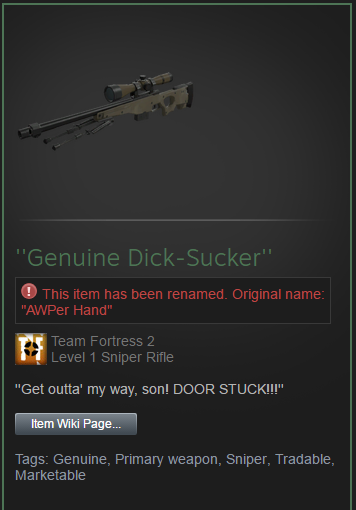 ''Genuine Dick-Sucker''
This item has been renamed. Original name:
"AWPer Hand"
Team Fortress 2
Level 1 Sniper Rifle
''Get outta' my way, son! DOOR STUCK!!!''
Item Wiki Page...
Tags: Genuine, Primary weapon, Sniper, Tradable,
Marketable